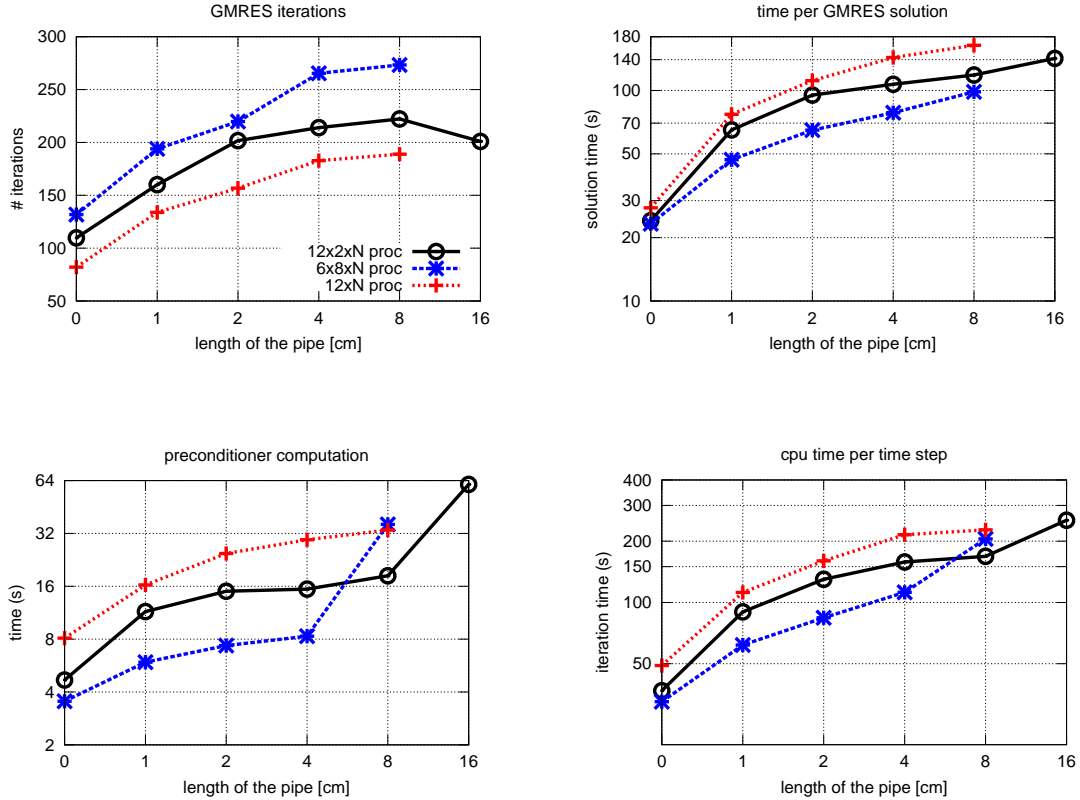 GMRES iterations
300
250
200
150
100
50
# iterations
12x2xN proc
6x8xN proc
12xN proc
0 1 2 4 8 16
length of the pipe [cm]
time per GMRES solution
180
140
100
70
50
30
20
10
solution time (s)
0 1 2 4 8 16
length of the pipe [cm]
preconditioner computation
64
32
16
8
4
2
time (s)
0 1 2 4 8 16
length of the pipe [cm]
cpu time per time step
400
300
200
150
100
50
iteration time (s)
0 1 2 4 8 16
length of the pipe [cm]